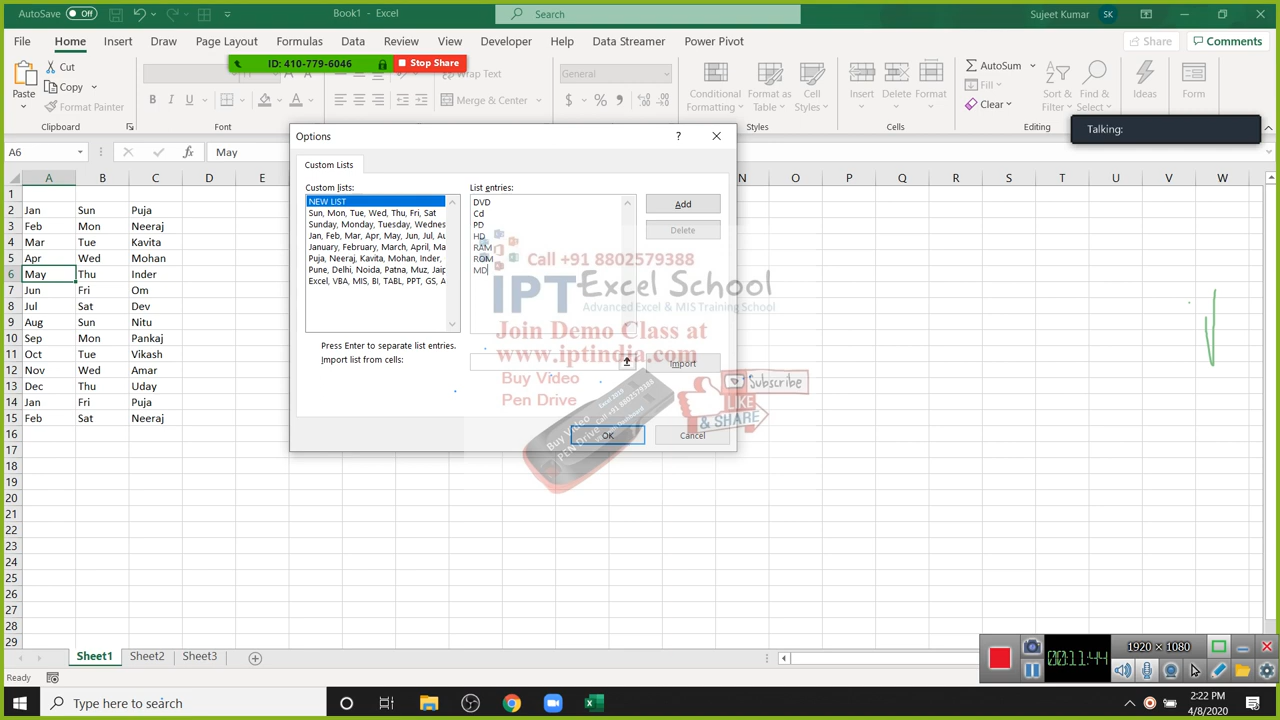 AutoSave Off Book1 - Excel Search Sujeet Kumar SK
File Home Insert Draw Page Layout Formulas Data Review View Developer Help Data Streamer Power Pivot Share Comments
ID: 410-779-6046 Stop Share
Paste Cut Copy Format Painter
Clipboard
B I U A
Font
Wrap Text
Merge & Center
General
$ %
Conditional Formatting Format as Table Cell Styles
Styles
Insert Delete Format
Cells
AutoSum Fill Clear Sort & Filter Find & Select
Editing
Ideas Form
Talking:
A6 fx May
A B C D E N O P Q R S T U V W
1
2 Jan Sun Puja
3 Feb Mon Neeraj
4 Mar Tue Kavita
5 Apr Wed Mohan
6 May Thu Inder
7 Jun Fri Om
8 Jul Sat Dev
9 Aug Sun Nitu
10 Sep Mon Pankaj
11 Oct Tue Vikash
12 Nov Wed Amar
13 Dec Thu Uday
14 Jan Fri Puja
15 Feb Sat Neeraj
16
17
18
19
20
21
22
23
24
25
26
27
28
29
Options ?
Custom Lists
Custom lists:
NEW LIST
Sun, Mon, Tue, Wed, Thu, Fri, Sat
Sunday, Monday, Tuesday, Wednes
Jan, Feb, Mar, Apr, May, Jun, Jul, Au
January, February, March, April, Ma
Puja, Neeraj, Kavita, Mohan, Inder,
Pune, Delhi, Noida, Patna, Muz, Jaip
Excel, VBA, MIS, BI, TABL, PPT, GS, A
List entries:
DVD
Cd
PD
HD
RAM
ROM
MD
Add
Delete
Press Enter to separate list entries.
Import list from cells:
Import
OK Cancel
Call +91 8802579388
IPT Excel School
Advanced Excel & MIS Training School
Join Demo Class at
www.iptindia.com
Buy Video
Pen Drive
Excel 2019
Call +91 8802579388
Buy Video
PEN Drive
Subscribe
LIKE
& SHARE
Sheet1 Sheet2 Sheet3
Ready
1920 × 1080
00:11:44
Type here to search
2:22 PM
4/8/2020